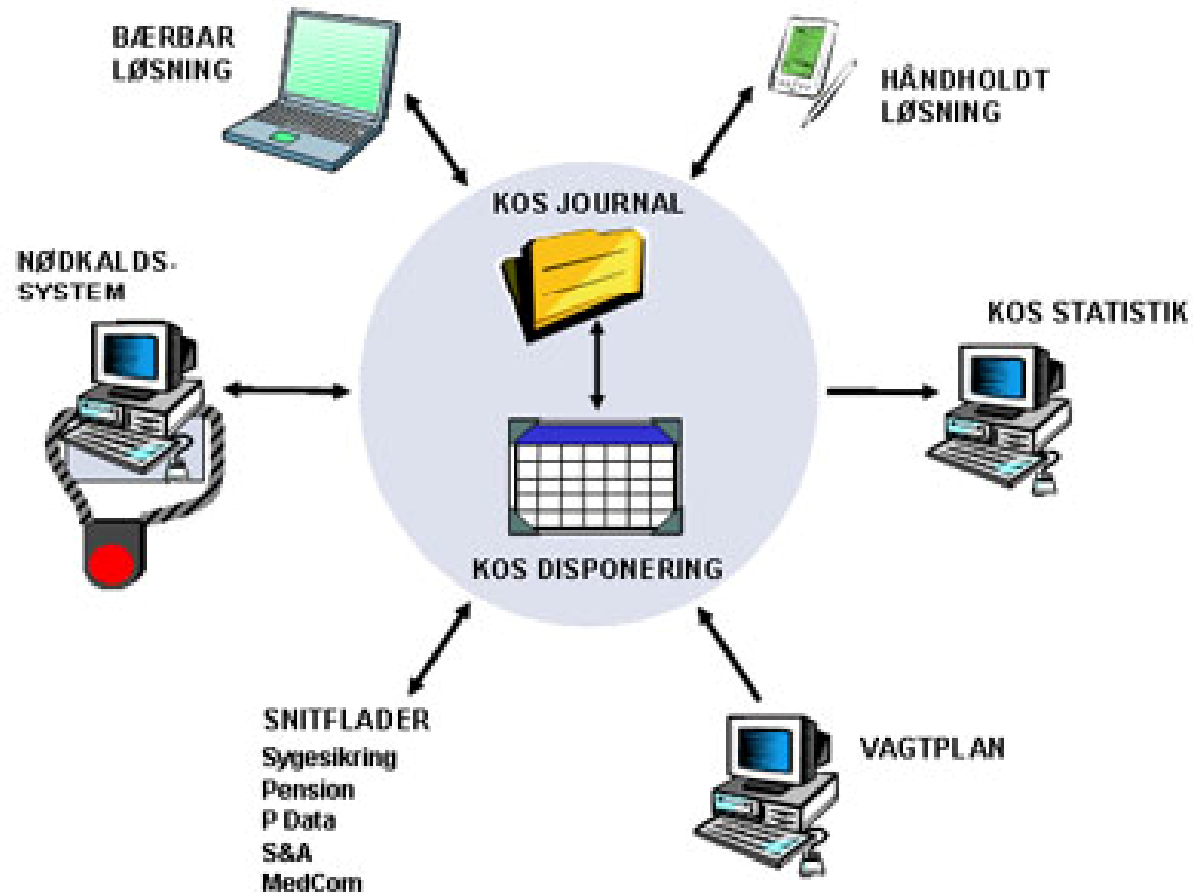 BÆRBAR
LØSNING
HÅNDHOLDT
LØSNING
KOS JOURNAL
NØDKALDS-
SYSTEM
KOS STATISTIK
KOS DISPONERING
SNITFLADER
Sygesikring
Pension
P Data
S&A
MedCom
VAGTPLAN